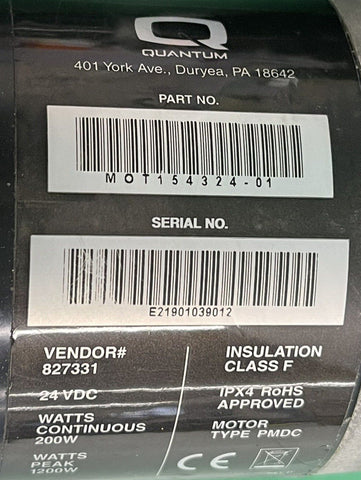 QUANTUM
401 York Ave., Duryea, PA 18642
PART NO.
MOT154324-01
SERIAL NO.
E21901039012
VENDOR#
827331
24 VDC
WATTS
CONTINUOUS
200W
WATTS
PEAK
1200W
INSULATION
CLASS F
IPX4 RoHS
APPROVED
MOTOR
TYPE PMDC
CE